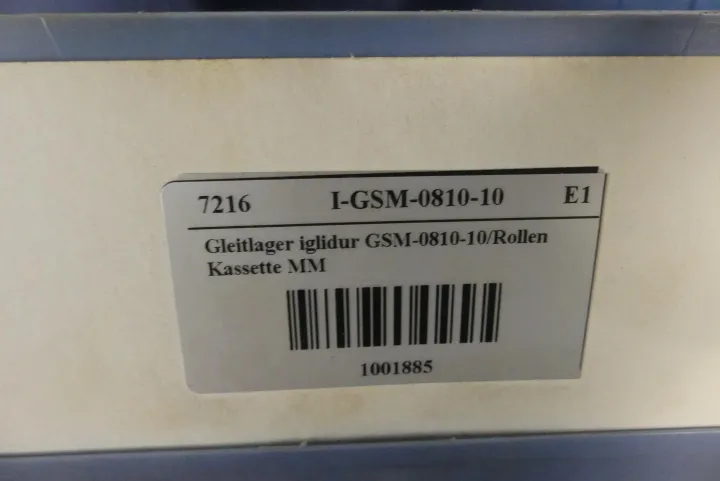 7216 I-GSM-0810-10 E1
Gleitlager iglidur GSM-0810-10/Rollen
Kassette MM
1001885